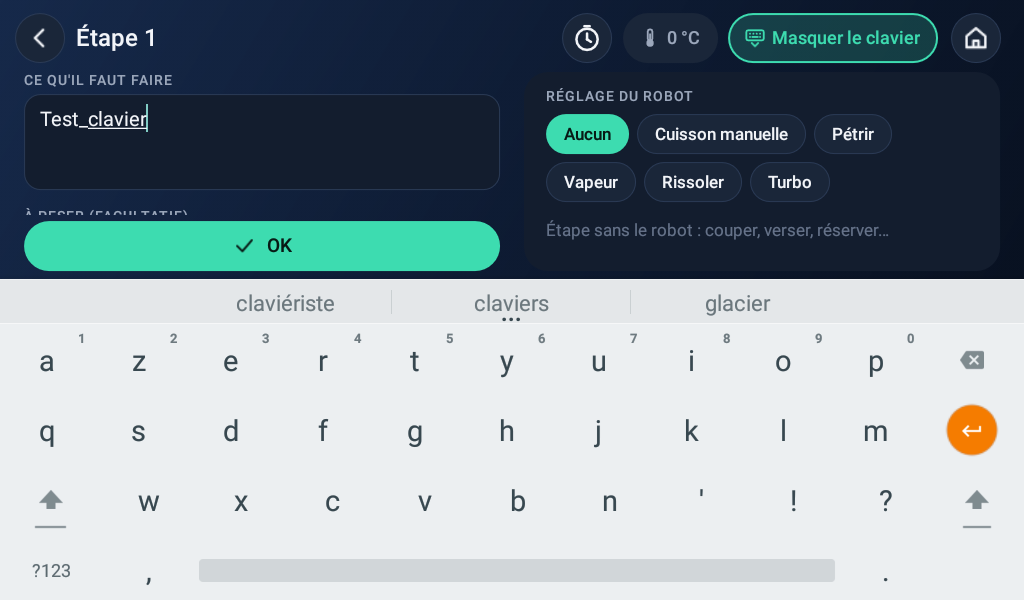 Étape 1
0 °C
Masquer le clavier
CE QU'IL FAUT FAIRE
Test_clavier
À PESER (FACULTATIF)
OK
RÉGLAGE DU ROBOT
Aucun
Cuisson manuelle
Pétrir
Vapeur
Rissoler
Turbo
Étape sans le robot : couper, verser, réserver…
claviériste
claviers
glacier
a 1 z 2 e 3 r 4 t 5 y 6 u 7 i 8 o 9 p 0
q s d f g h j k l m
w x c v b n ' ! ?
?123 , .